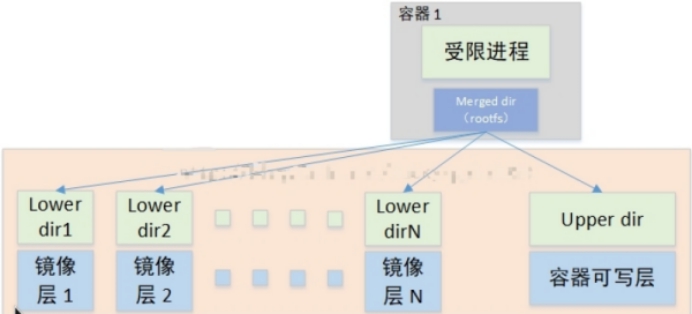 容器 1
受限进程
Merged dir
（rootfs）
Lower
dir1
Lower
dir2
Lower
dirN
Upper dir
镜像
层 1
镜像
层 2
镜像
层 N
容器可写层